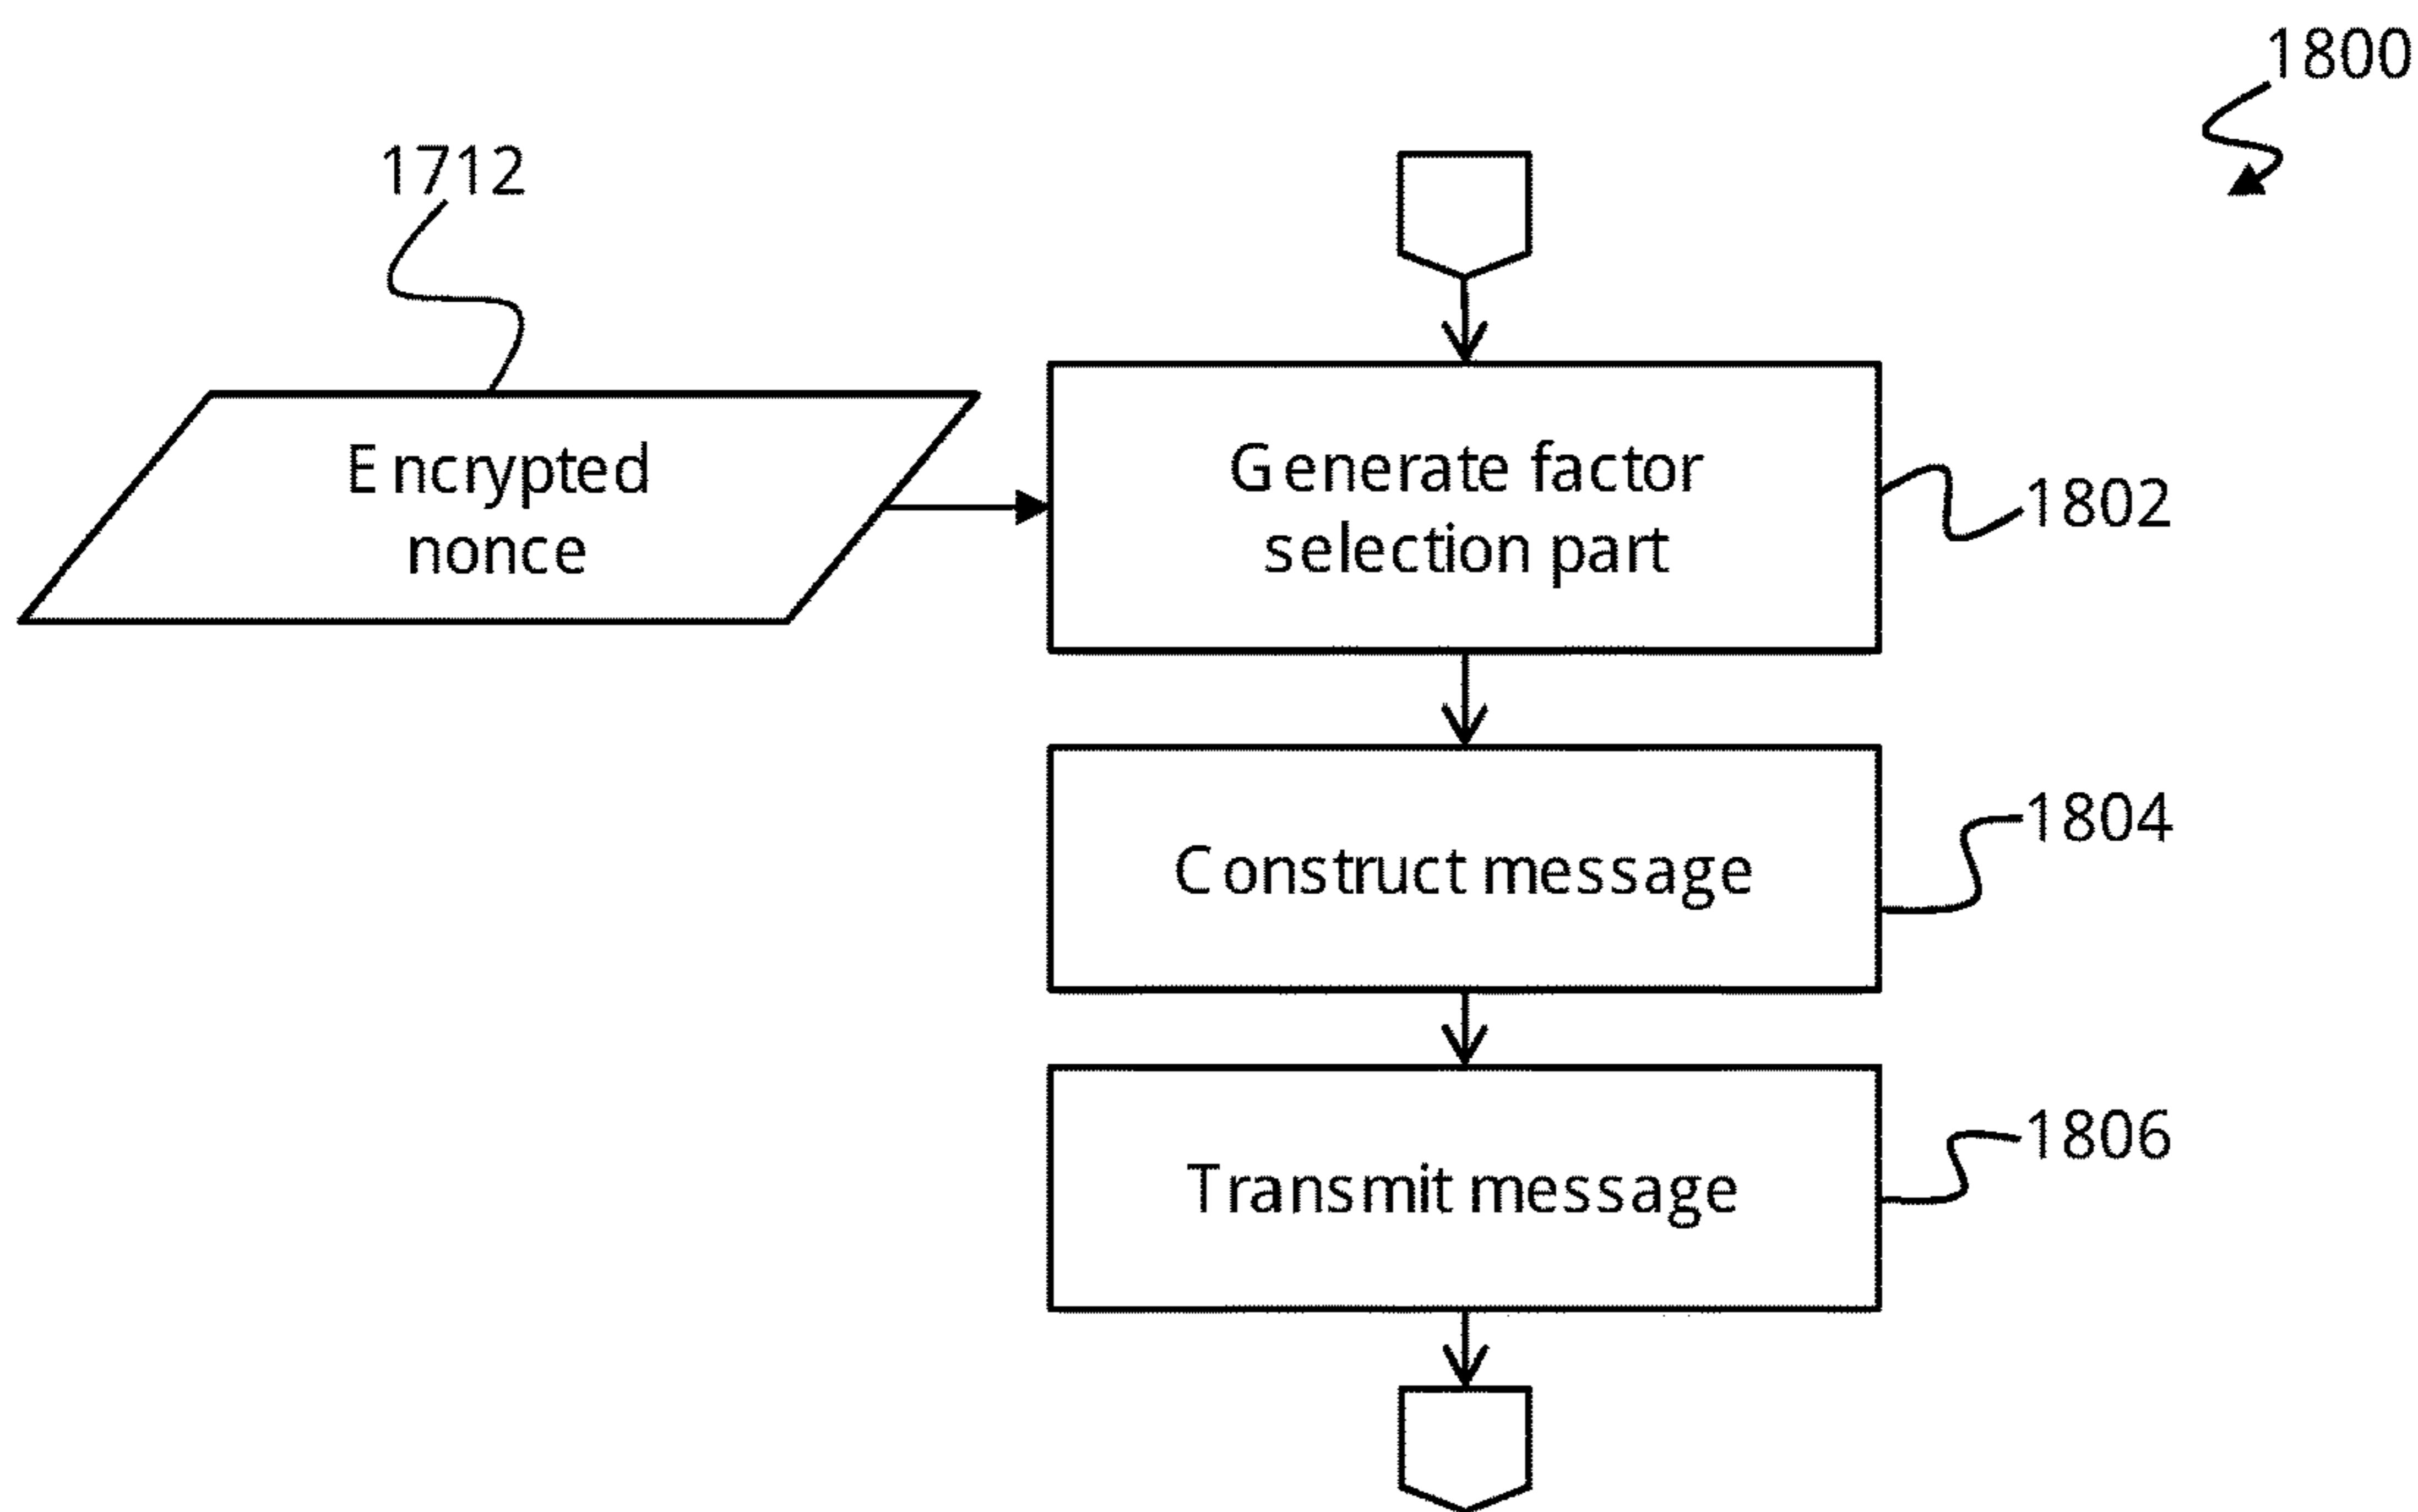 1800
1712
Encrypted
nonce
Generate factor
selection part
1802
Construct message
1804
Transmit message
1806